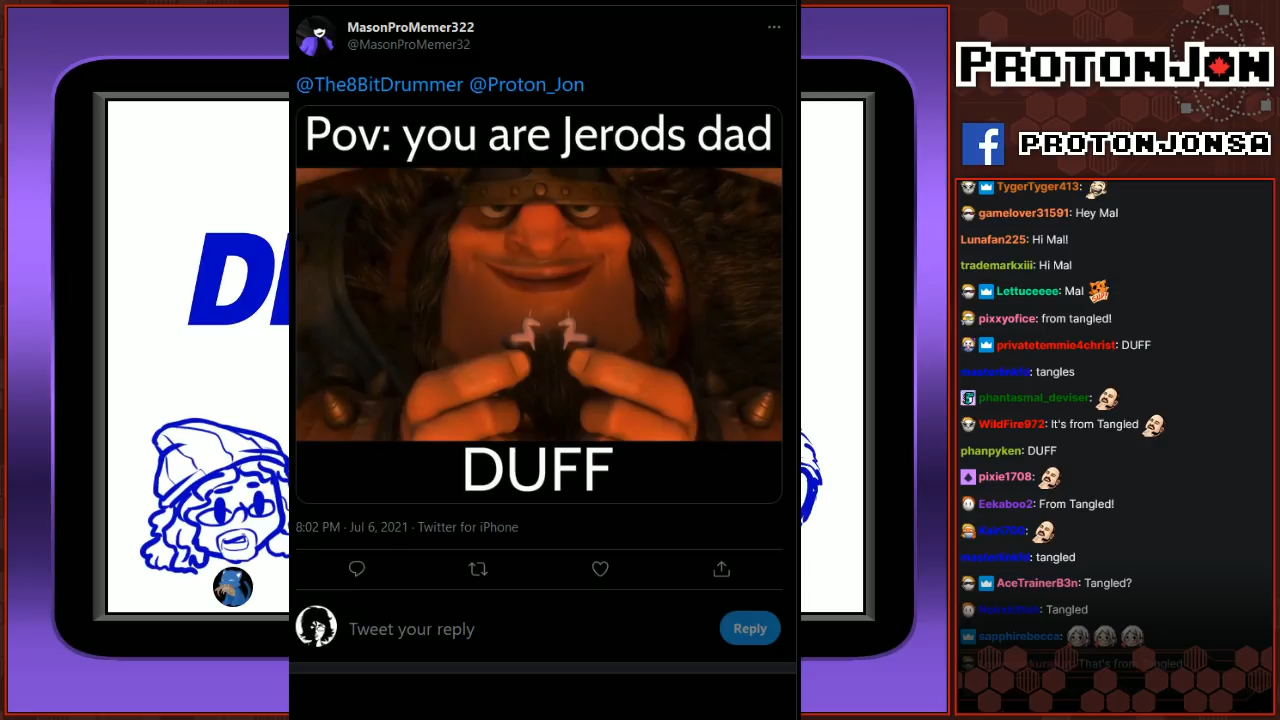 MasonProMemer322
@MasonProMemer32
@The8BitDrummer @Proton_Jon
Pov: you are Jerods dad
DUFF
8:02 PM · Jul 6, 2021 · Twitter for iPhone
Tweet your reply
Reply
PROTONJON
PROTONJONSA
TygerTyger413:
gamelover31591: Hey Mal
Lunafan225: Hi Mal!
trademarkxiii: Hi Mal
Lettuceeee: Mal
pixxyofice: from tangled!
privatetemmie4christ: DUFF
tangles
phantasmal_deviser:
WildFire972: It's from Tangled
phanpyken: DUFF
pixie1708:
Eekaboo2: From Tangled!
tangled
AceTrainerB3n: Tangled?
Tangled
sapphirebecca:
That's from Tangled